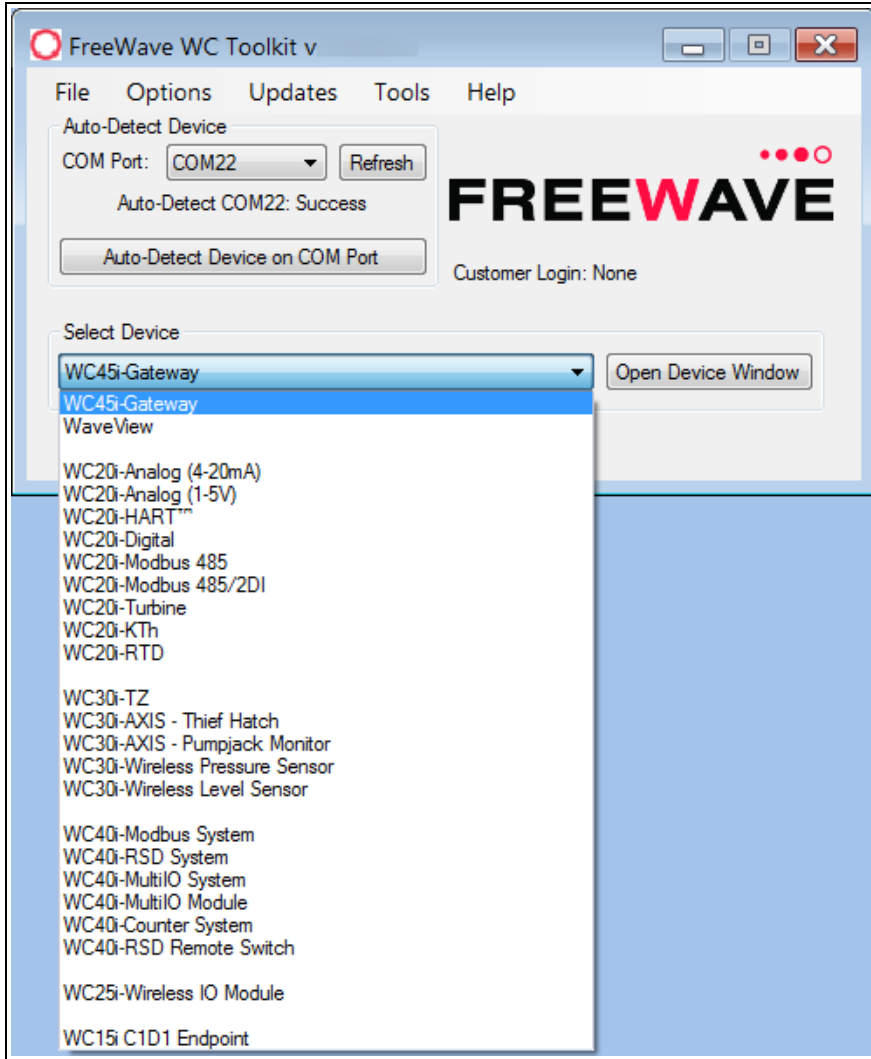 FreeWave WC Toolkit v
File Options Updates Tools Help
Auto-Detect Device
COM Port: COM22 Refresh
Auto-Detect COM22: Success
Auto-Detect Device on COM Port
FREEWAVE
Customer Login: None
Select Device
WC45i-Gateway Open Device Window
WC45i-Gateway
WaveView
WC20i-Analog (4-20mA)
WC20i-Analog (1-5V)
WC20i-HART™
WC20i-Digital
WC20i-Modbus 485
WC20i-Modbus 485/2DI
WC20i-Turbine
WC20i-KTh
WC20i-RTD
WC30i-TZ
WC30i-AXIS - Thief Hatch
WC30i-AXIS - Pumpjack Monitor
WC30i-Wireless Pressure Sensor
WC30i-Wireless Level Sensor
WC40i-Modbus System
WC40i-RSD System
WC40i-MultiIO System
WC40i-MultiIO Module
WC40i-Counter System
WC40i-RSD Remote Switch
WC25i-Wireless IO Module
WC15i C1D1 Endpoint